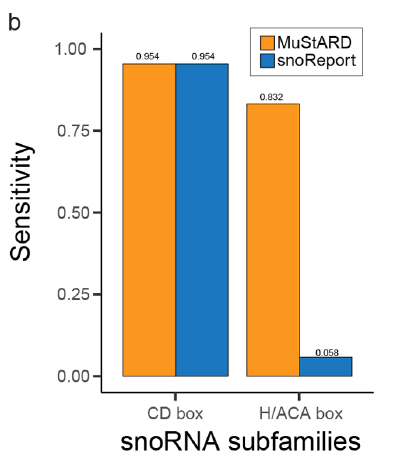 b
MuStARD
snoReport
Sensitivity
1.00
0.75
0.50
0.25
0.00
0.954
0.954
0.832
0.058
CD box
H/ACA box
snoRNA subfamilies